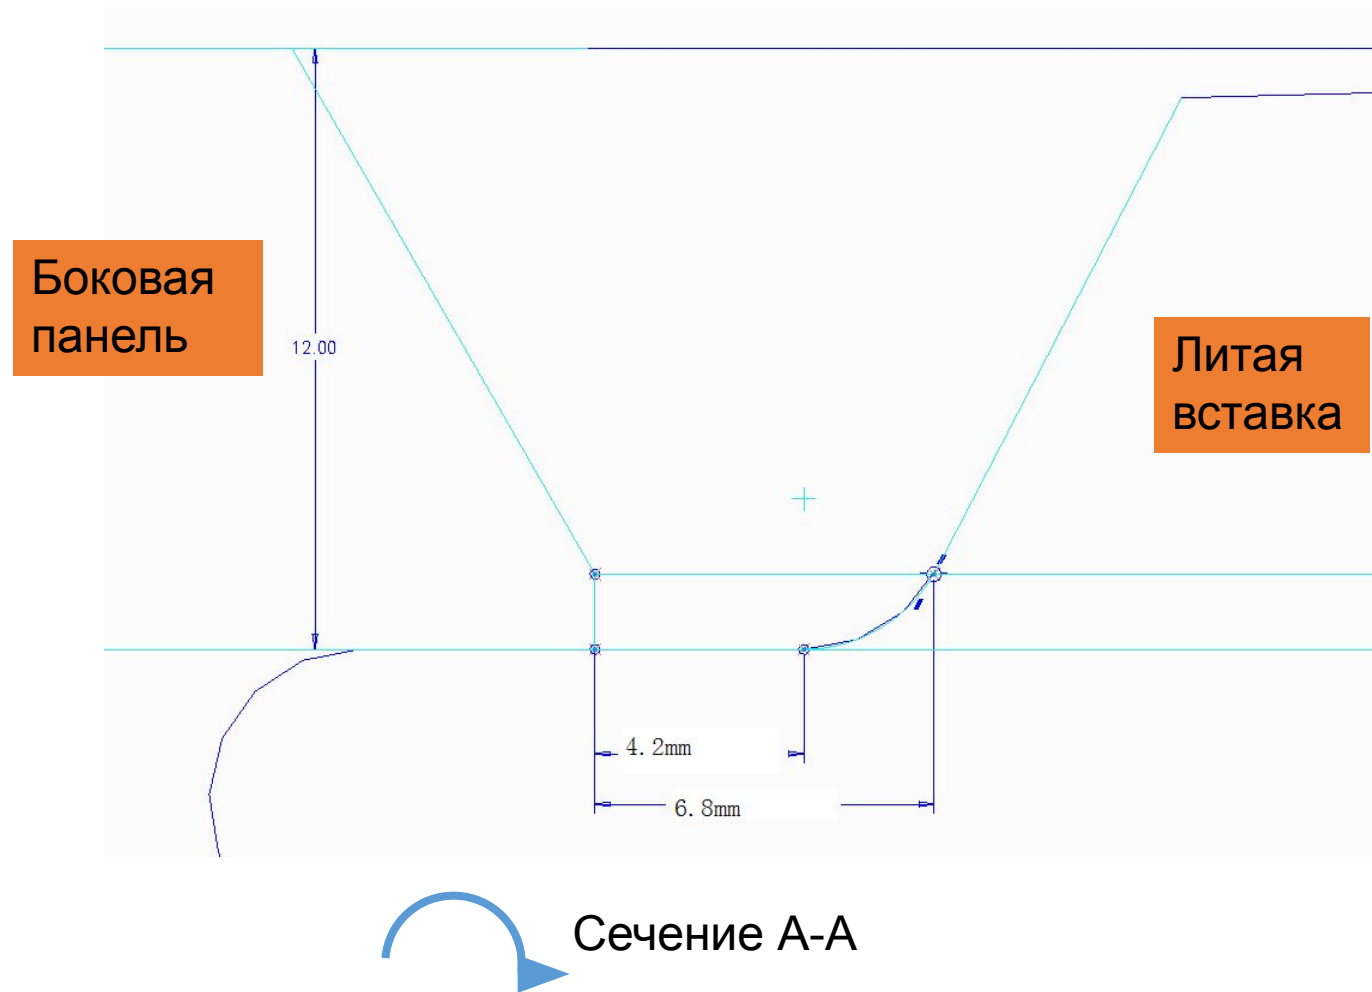 Боковая
панель
12.00
Литая
вставка
4.2mm
6.8mm
Сечение А-А